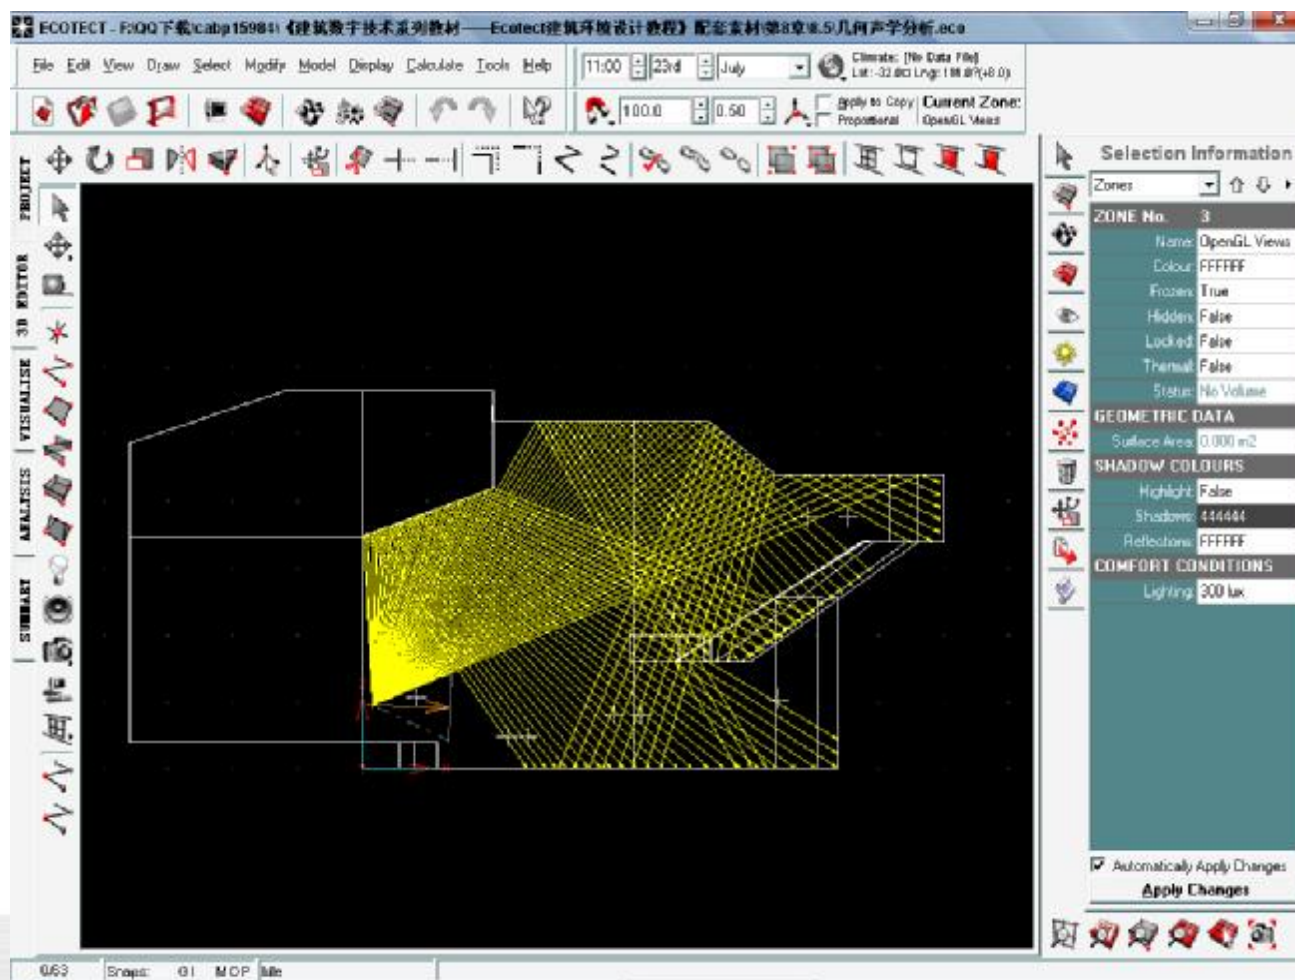 ECOTECT - F:\QQ下载\cabp15984\《建筑数字技术系列教材——Ecotect建筑环境设计教程》配套素材\第8章\8.5\几何声学分析.eco
File Edit View Draw Select Modify Model Display Calculate Tools Help
11:00 23rd July
Climate: [No Data File]
100.0 0.50
Apply to Copy
Proportional
Current Zone:
OpenGL Views
PROJECT
3D EDITOR
VISUALISE
ANALYSIS
SUMMARY
Selection Information
Zones
ZONE No. 3
Name: OpenGL Views
Colour: FFFFFF
Frozen: True
Hidden: False
Locked: False
Thermal: False
Status: No Volume
GEOMETRIC DATA
Surface Area: 0.000 m2
SHADOW COLOURS
Highlight: False
Shadows: 444444
Reflections: FFFFFF
COMFORT CONDITIONS
Lighting: 300 lux
Automatically Apply Changes
Apply Changes
0.63 Snaps: GI M OP Idle